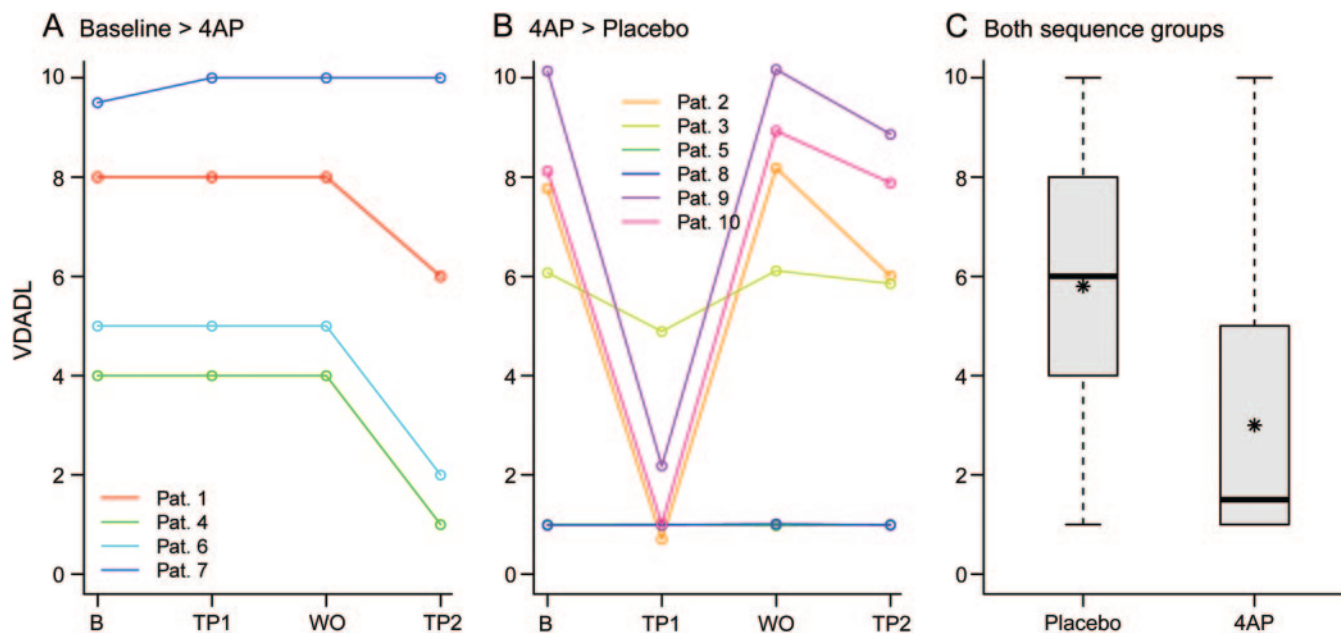 A Baseline > 4AP
B 4AP > Placebo
C Both sequence groups
VDADL
10
8
6
4
2
0
Pat. 1
Pat. 4
Pat. 6
Pat. 7
B TP1 WO TP2
10
8
6
4
2
0
Pat. 2
Pat. 3
Pat. 5
Pat. 8
Pat. 9
Pat. 10
B TP1 WO TP2
10
8
6
4
2
0
Placebo 4AP